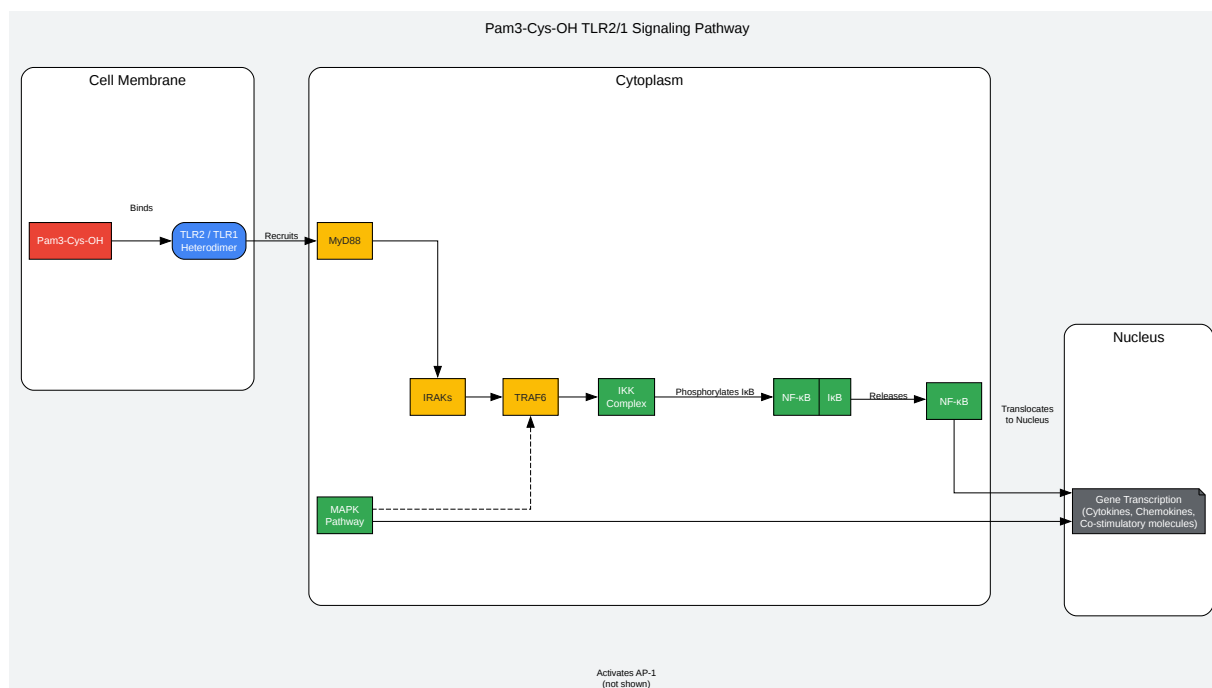 Pam3-Cys-OH TLR2/1 Signaling Pathway
Cell Membrane
Cytoplasm
Binds
Pam3-Cys-OH
TLR2 / TLR1
Heterodimer
Recruits
MyD88
Nucleus
IRAKs
TRAF6
IKK
Complex
Phosphorylates IκB
NF-κB
IκB
Releases
NF-κB
Translocates
to Nucleus
MAPK
Pathway
Gene Transcription
(Cytokines, Chemokines,
Co-stimulatory molecules)
Activates AP-1
(not shown)